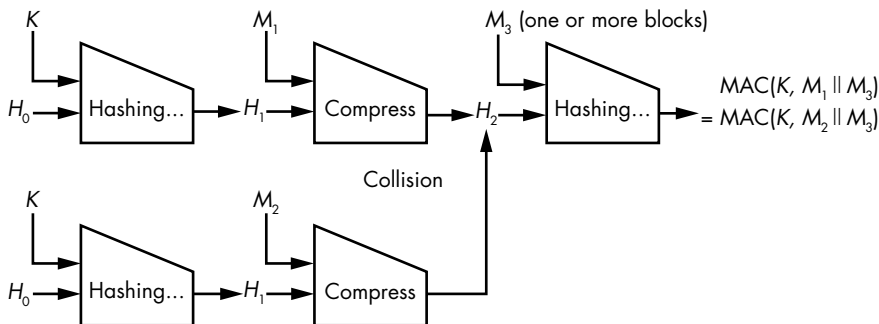 K
M₁
M₃ (one or more blocks)
H₀
Hashing...
H₁
Compress
H₂
Hashing...
MAC(K, M₁ || M₃)
= MAC(K, M₂ || M₃)
Collision
K
M₂
H₀
Hashing...
H₁
Compress